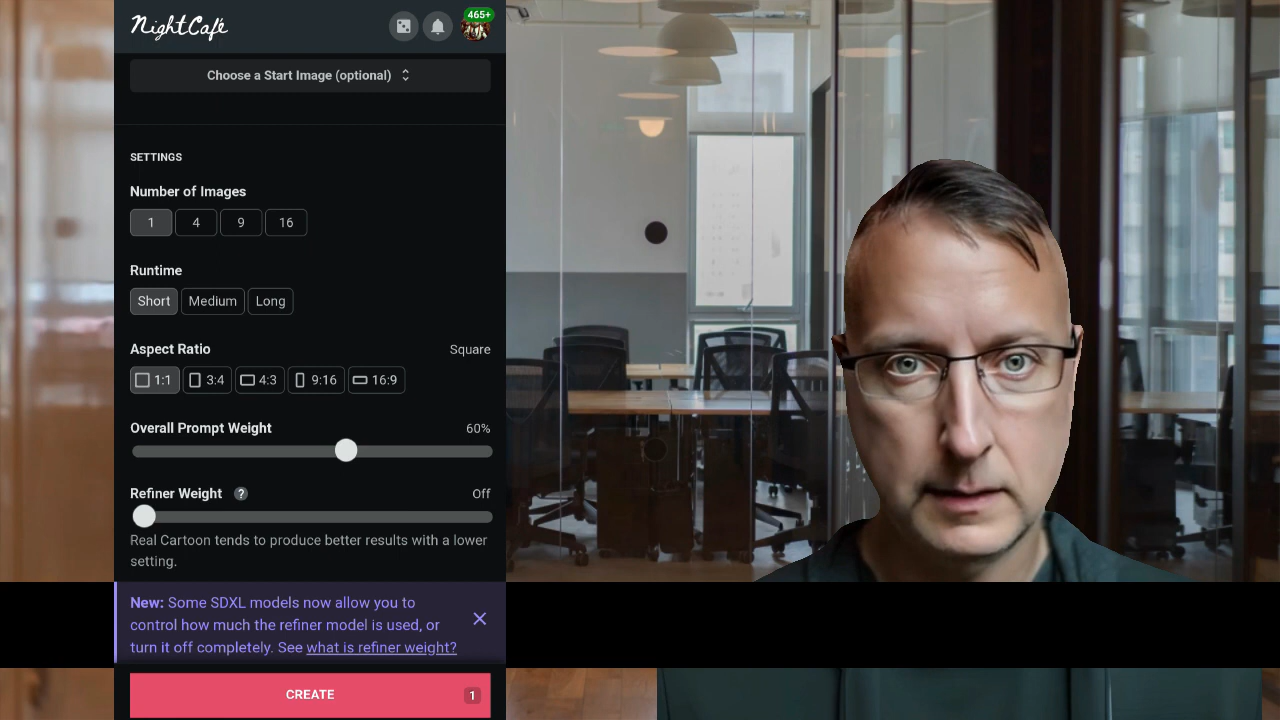 NightCafé
465+
Choose a Start Image (optional)
SETTINGS
Number of Images
1 4 9 16
Runtime
Short Medium Long
Aspect Ratio Square
1:1 3:4 4:3 9:16 16:9
Overall Prompt Weight 60%
Refiner Weight ? Off
Real Cartoon tends to produce better results with a lower
setting.
New: Some SDXL models now allow you to
control how much the refiner model is used, or
turn it off completely. See what is refiner weight?
CREATE 1